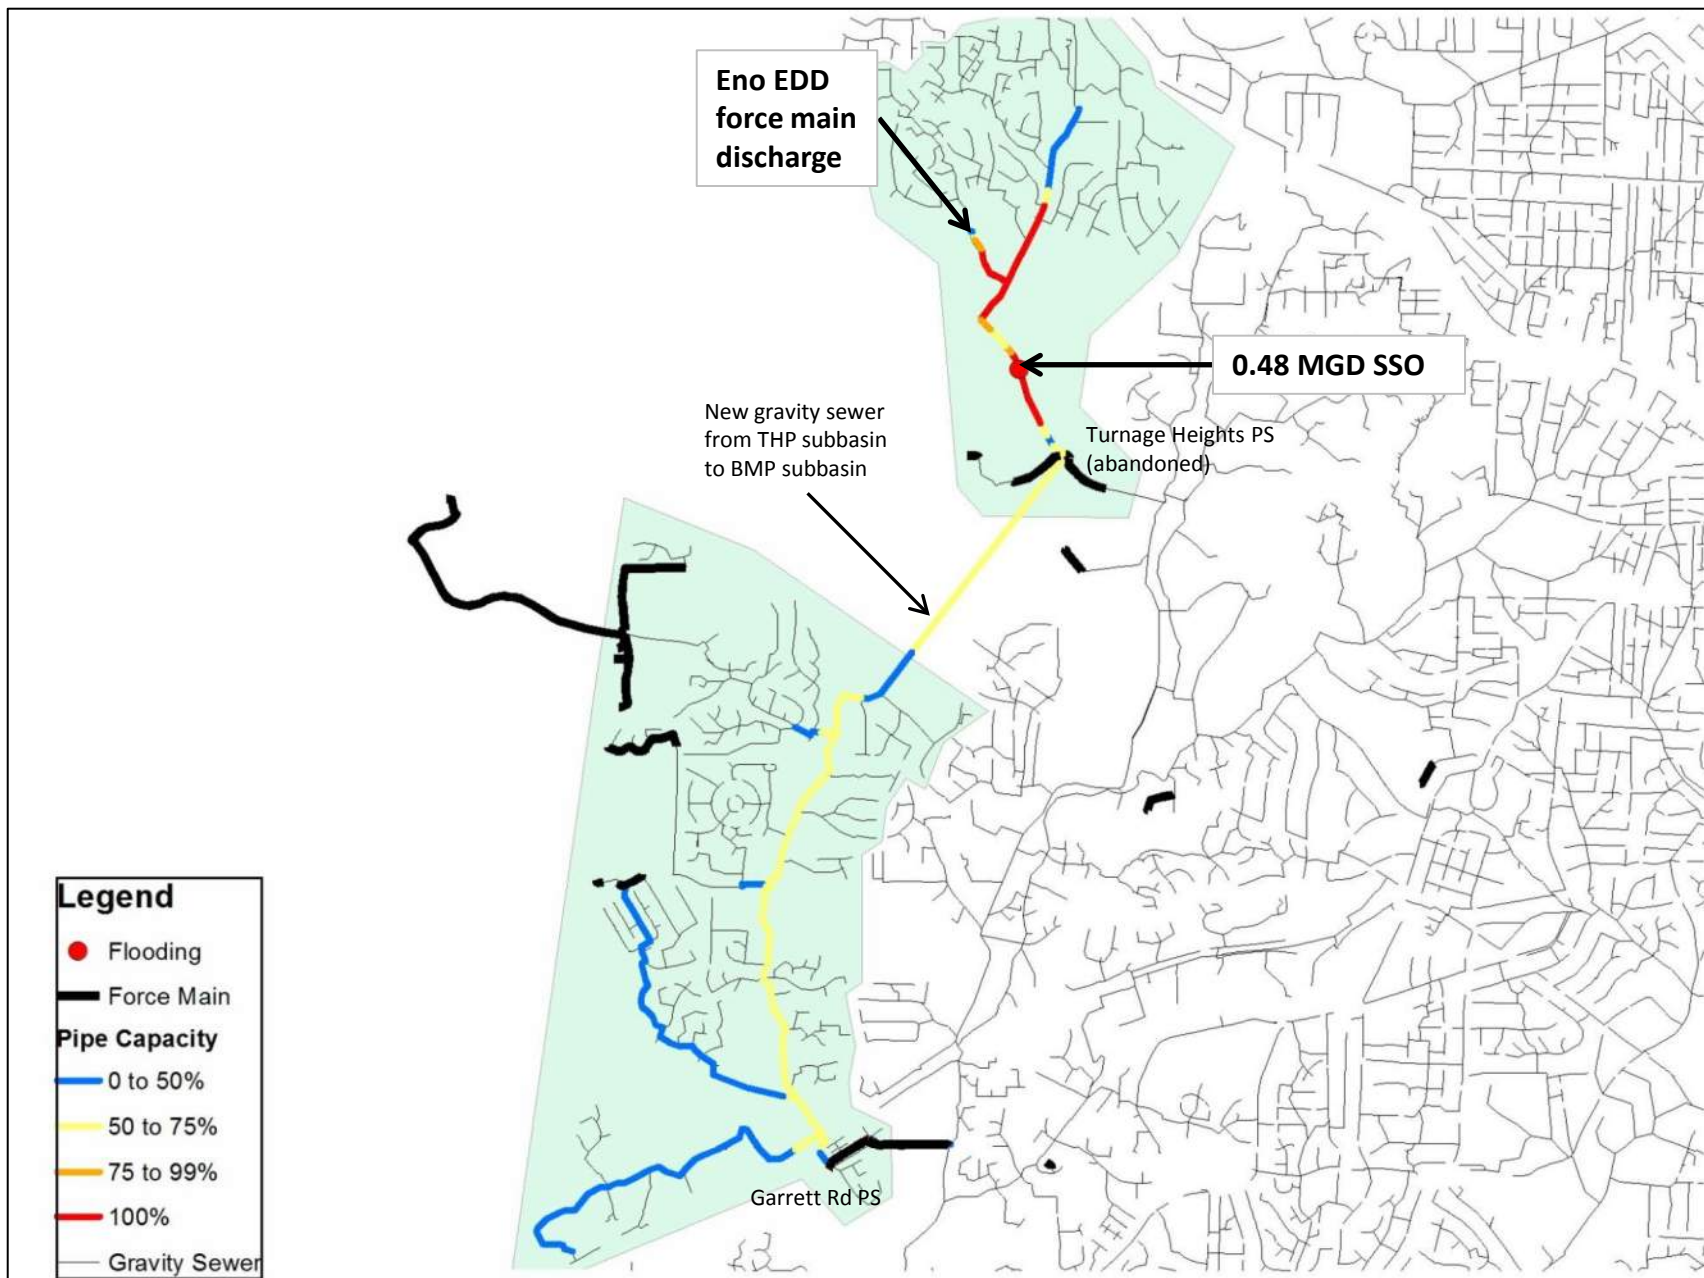 Eno EDD
force main
discharge
0.48 MGD SSO
New gravity sewer
from THP subbasin
to BMP subbasin
Turnage Heights PS
(abandoned)
Garrett Rd PS
Legend
Flooding
Force Main
Pipe Capacity
0 to 50%
50 to 75%
75 to 99%
100%
Gravity Sewer